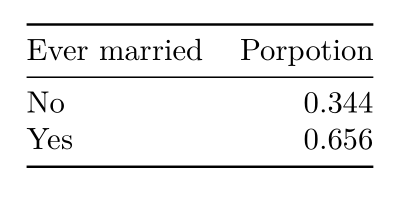 Ever married Porpotion
No 0.344
Yes 0.656